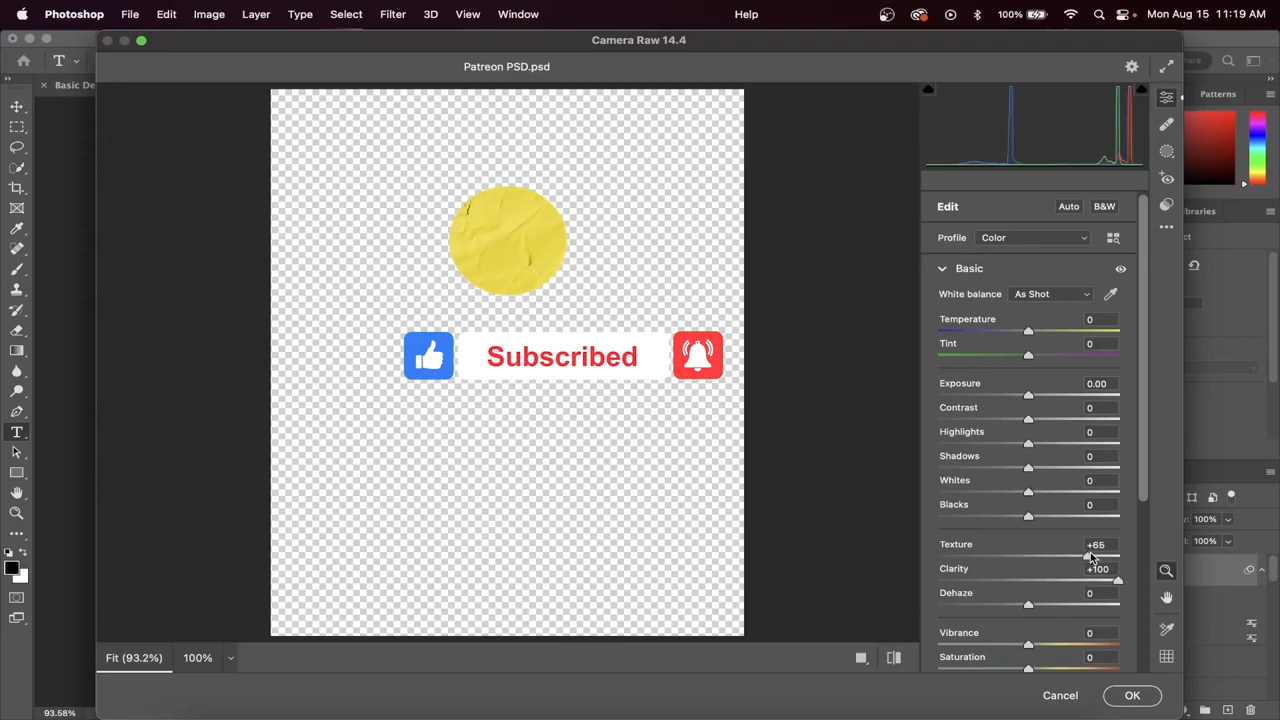 Photoshop File Edit Image Layer Type Select Filter 3D View Window Help 100% Mon Aug 15 11:19 AM
Camera Raw 14.4
Patreon PSD.psd
Basic De
Patterns
Edit Auto B&W
Profile Color
Basic
White balance As Shot
Temperature 0
Tint 0
Exposure 0.00
Contrast 0
Highlights 0
Shadows 0
Whites 0
Blacks 0
Texture +65
Clarity +100
Dehaze 0
Vibrance 0
Saturation 0
Subscribed
100%
100%
Fit (93.2%) 100%
Cancel OK
93.58%